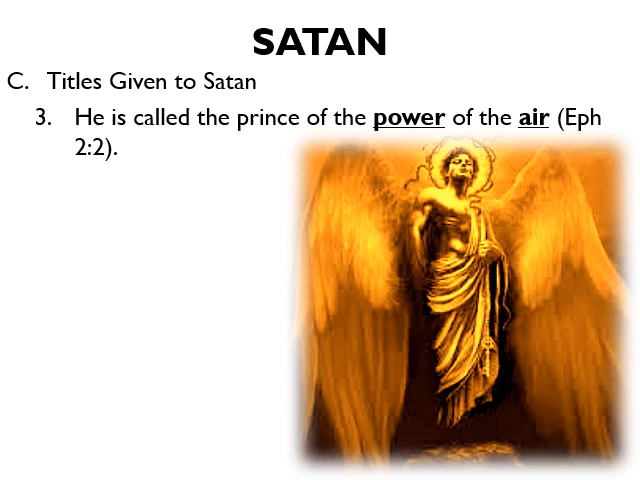 SATAN
C. Titles Given to Satan
3. He is called the prince of the power of the air (Eph
2:2).